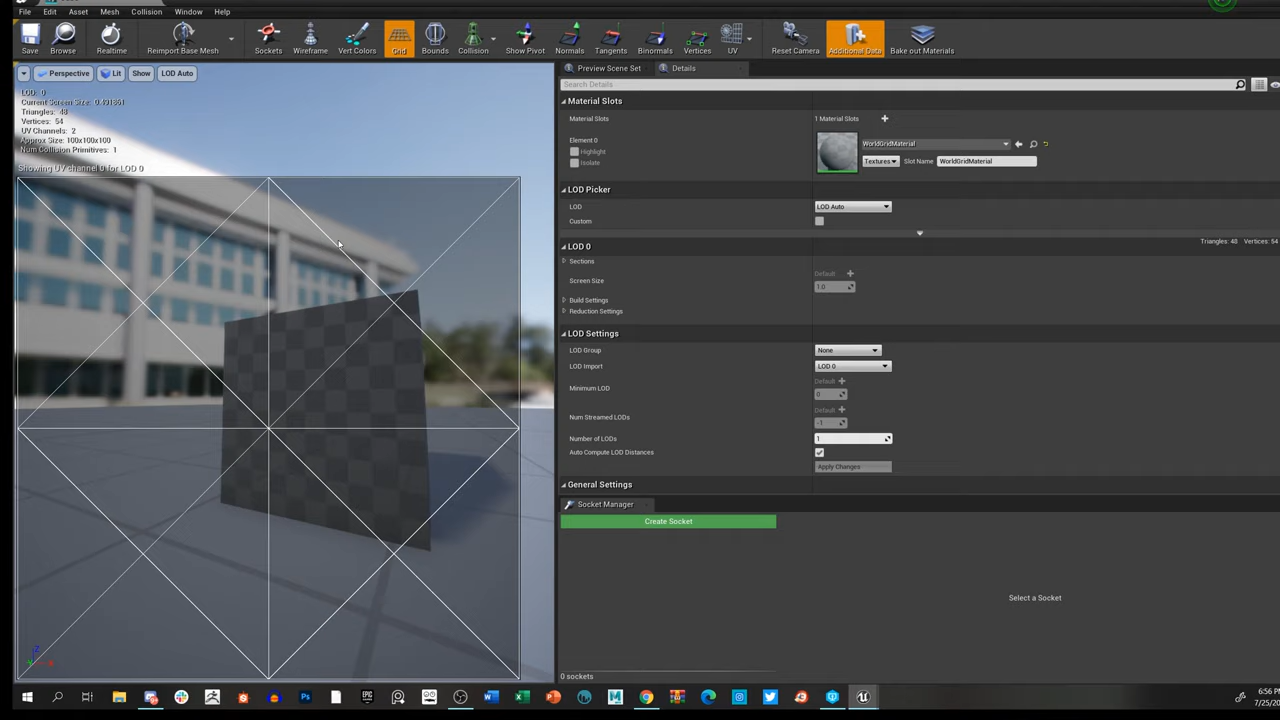 File Edit Asset Mesh Collision Window Help
Save Browse Realtime Reimport Base Mesh Sockets Wireframe Vert Colors Grid Bounds Collision Show Pivot Normals Tangents Binormals Vertices UV Reset Camera Additional Data Bake out Materials
Perspective Lit Show LOD Auto
LOD: 0
Current Screen Size: 0.431861
Triangles: 48
Vertices: 54
UV Channels: 2
Approx Size: 100x100x100
Num Collision Primitives: 1
Showing UV channel 0 for LOD 0
Z
X
Preview Scene Set Details
Search Details
Material Slots
Material Slots 1 Material Slots
Element 0
Highlight
Isolate
WorldGridMaterial
Textures Slot Name WorldGridMaterial
LOD Picker
LOD LOD Auto
Custom
LOD 0 Triangles: 48 Vertices: 54
Sections
Screen Size Default
1.0
Build Settings
Reduction Settings
LOD Settings
LOD Group None
LOD Import LOD 0
Minimum LOD Default
0
Num Streamed LODs Default
-1
Number of LODs 1
Auto Compute LOD Distances
Apply Changes
General Settings
Socket Manager
Create Socket
Select a Socket
0 sockets
6:56 PM